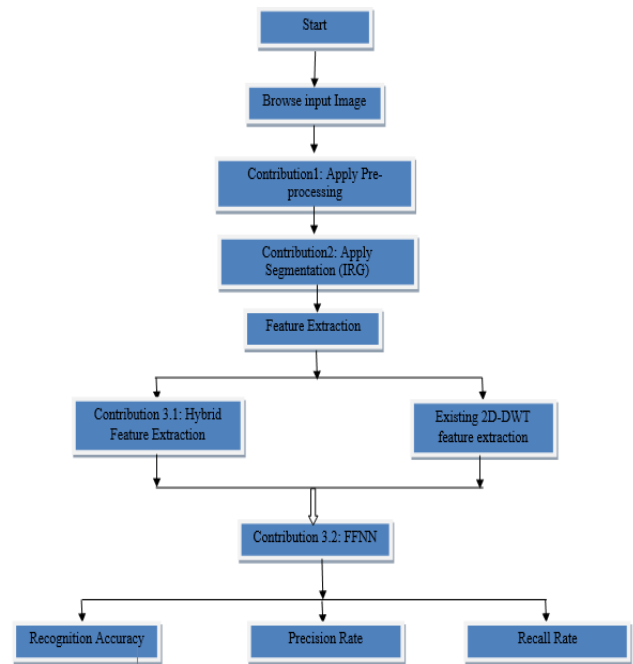 Start
Browse input Image
Contribution1: Apply Pre-
processing
Contribution2: Apply
Segmentation (IRG)
Feature Extraction
Contribution 3.1: Hybrid
Feature Extraction
Existing 2D-DWT
feature extraction
Contribution 3.2: FFNN
Recognition Accuracy
Precision Rate
Recall Rate